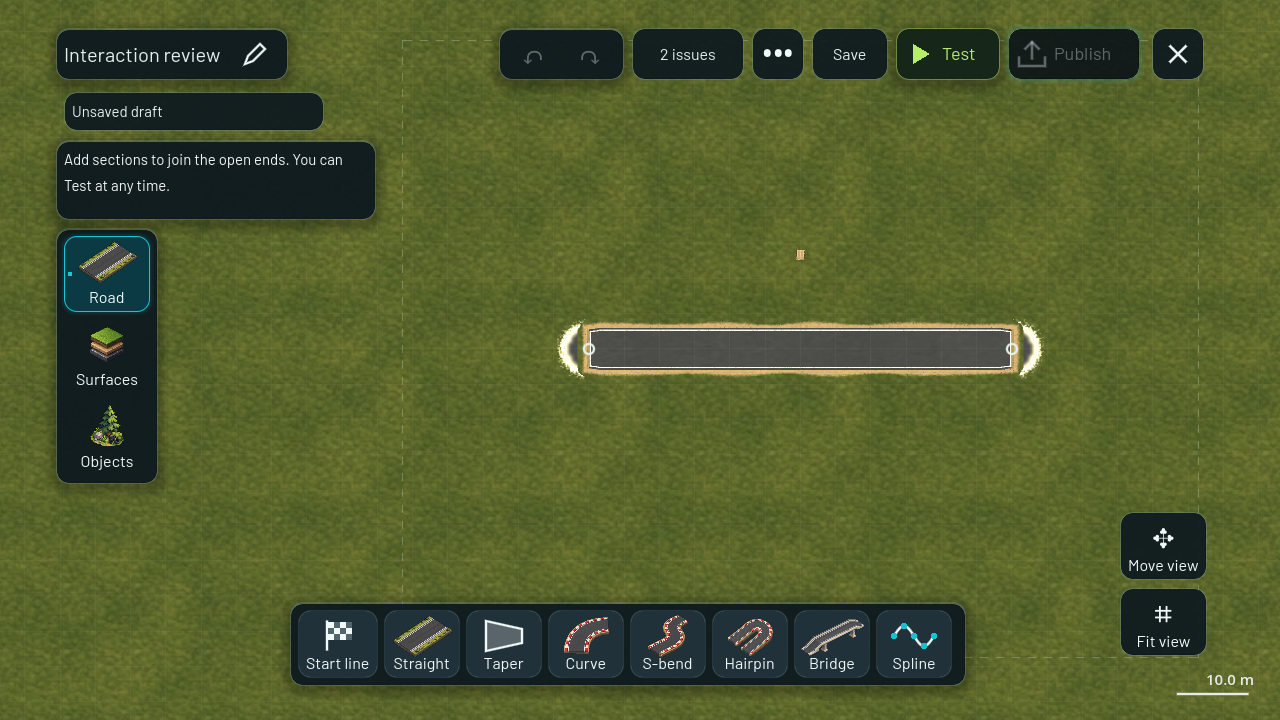 Interaction review
2 issues
Save
Test
Publish
Unsaved draft
Add sections to join the open ends. You can
Test at any time.
Road
Surfaces
Objects
Move view
Fit view
Start line
Straight
Taper
Curve
S-bend
Hairpin
Bridge
Spline
10.0 m